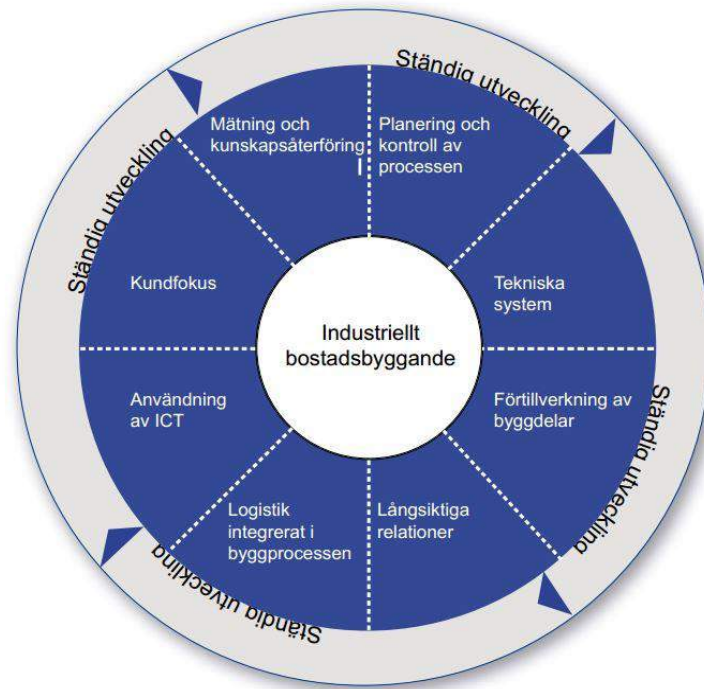 Ständig utveckling
Mätning och
kunskapsåterföring
Planering och
kontroll av
processen
Ständig utveckling
Kundfokus
Tekniska
system
Industriellt
bostadsbyggande
Användning
av ICT
Förtillverkning av
byggdelar
Ständig utveckling
Logistik
integrerat i
byggprocessen
Långsiktiga
relationer
Ständig utveckling